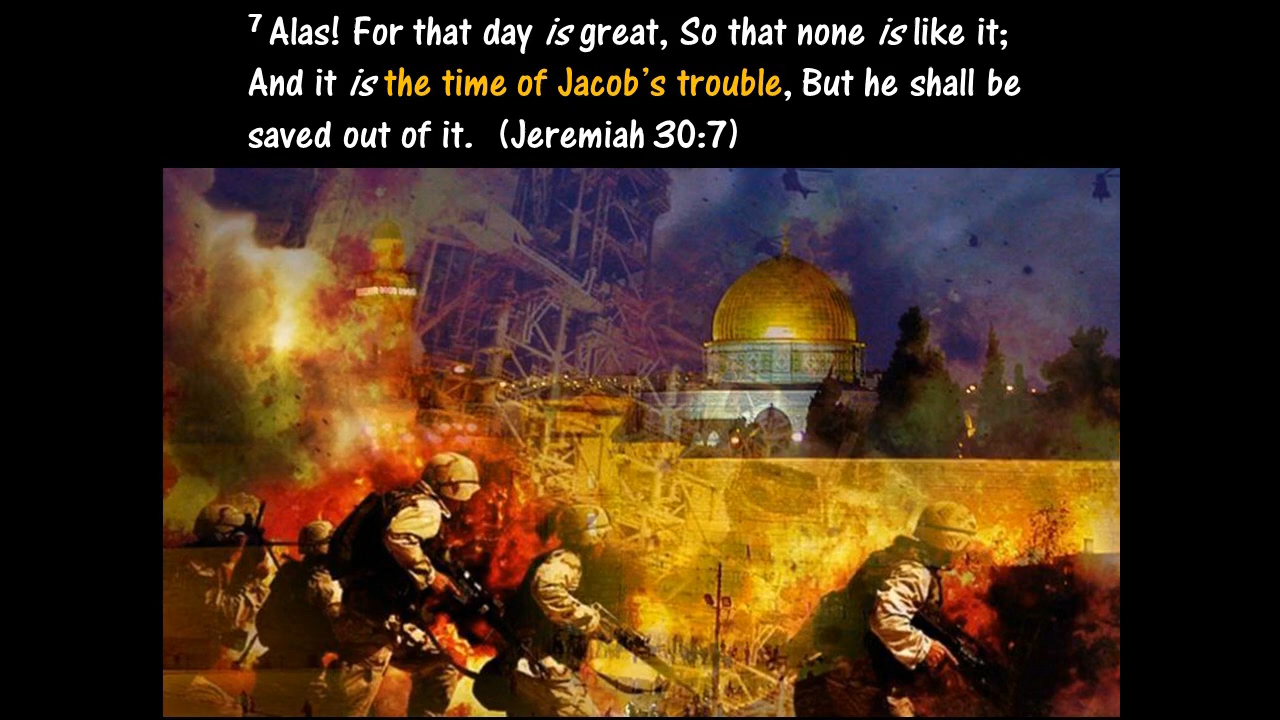 ⁷ Alas! For that day is great, So that none is like it;
And it is the time of Jacob’s trouble, But he shall be
saved out of it. (Jeremiah 30:7)